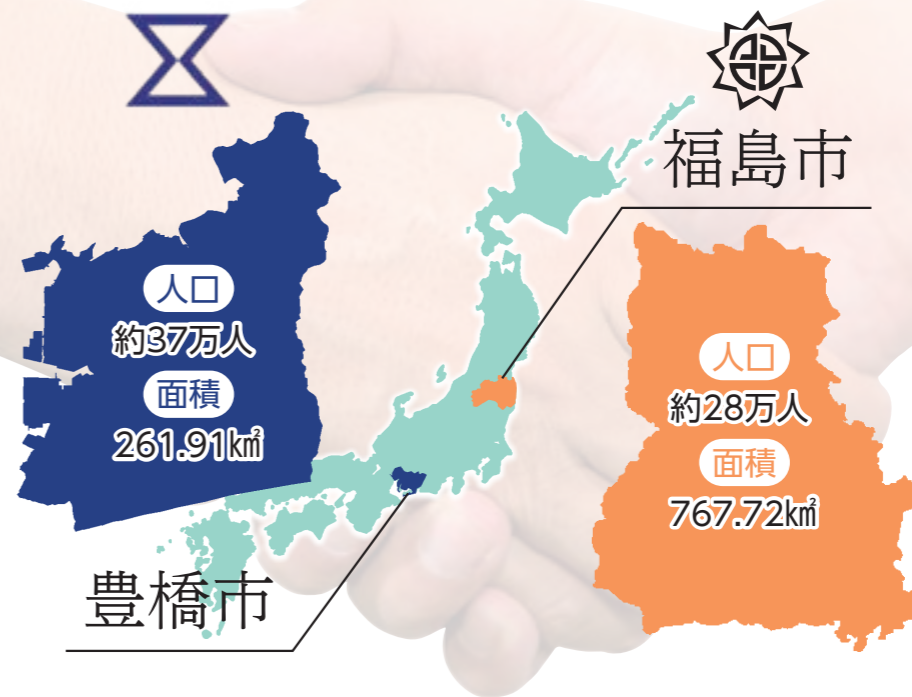 福島市
人口
約37万人
面積
261.91㎢
人口
約28万人
面積
767.72㎢
豊橋市